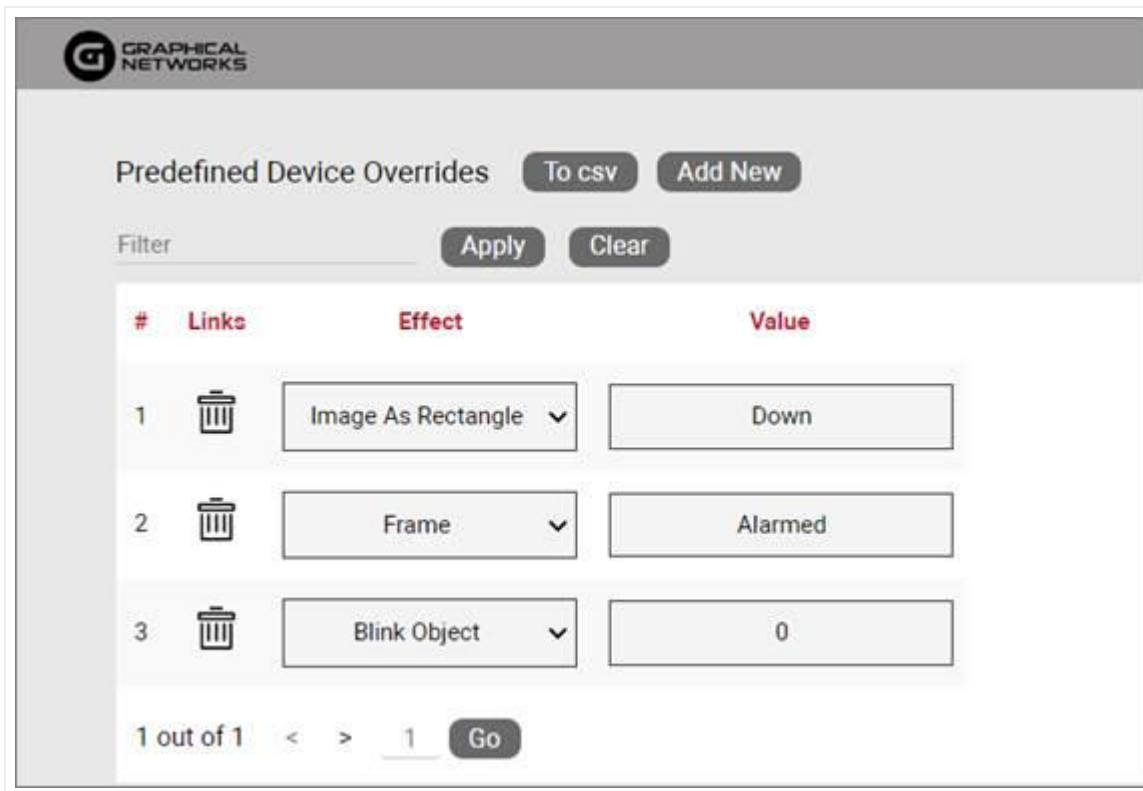 GRAPHICAL
NETWORKS
Predefined Device Overrides To csv Add New
Filter Apply Clear
# Links Effect Value
1 Image As Rectangle Down
2 Frame Alarmed
3 Blink Object 0
1 out of 1 < > 1 Go